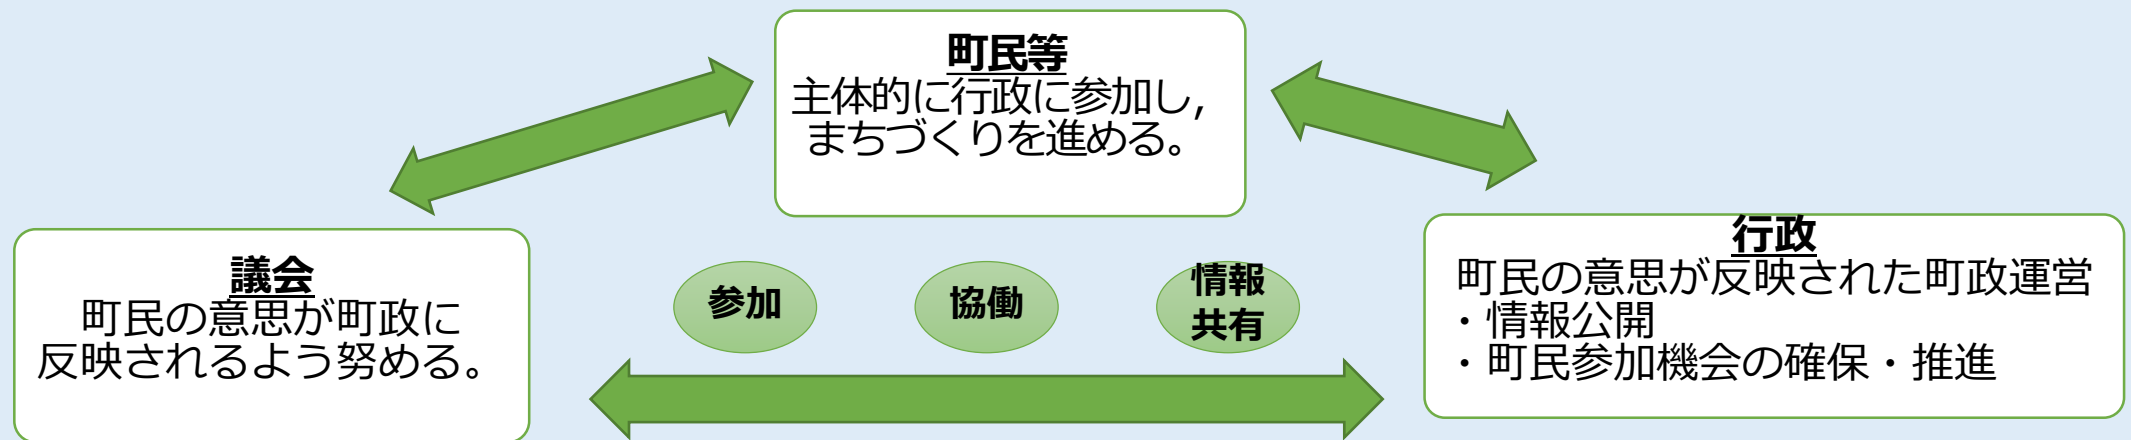 町民等
主体的に行政に参加し,
まちづくりを進める。
議会
町民の意思が町政に
反映されるよう努める。
参加
協働
情報
共有
行政
町民の意思が反映された町政運営
・情報公開
・町民参加機会の確保・推進